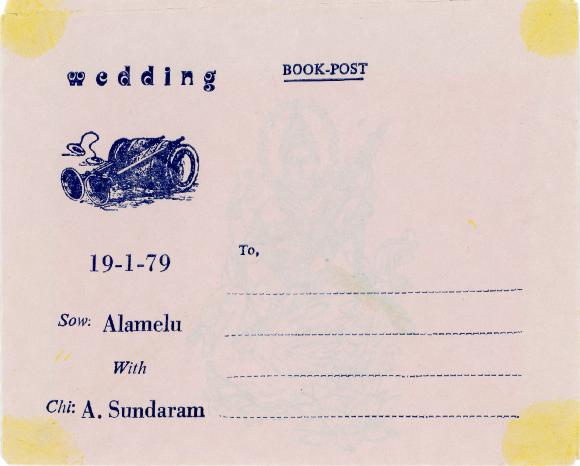 wedding
BOOK-POST
19-1-79
To,
Sow: Alamelu
With
Chi: A. Sundaram